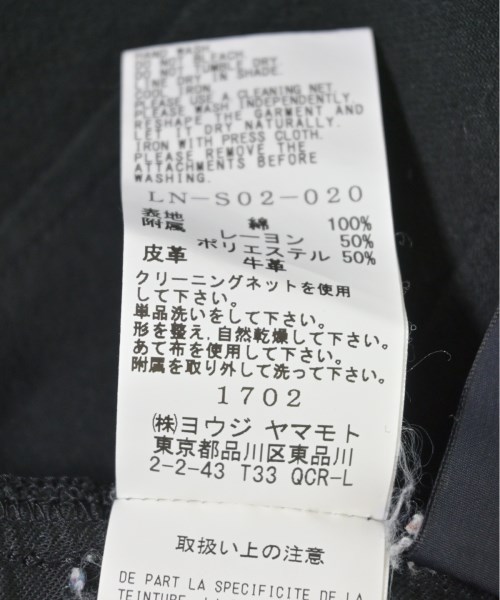 HAND WASH.
DO NOT BLEACH.
DO NOT TUMBLE DRY.
LINE DRY IN SHADE.
COOL IRON.
PLEASE USE A CLEANING NET.
PLEASE WASH INDEPENDENTLY.
RESHAPE THE GARMENT AND
LET IT DRY NATURALLY.
IRON WITH PRESS CLOTH.
PLEASE REMOVE THE
ATTACHMENTS BEFORE
WASHING.
LN-S02-020
表地 綿 100%
附属 レーヨン 50%
ポリエステル 50%
皮革 牛革
クリーニングネットを使用
して下さい。
単品洗いをして下さい。
形を整え,自然乾燥して下さい。
あて布を使用して下さい。
附属を取り外して洗って下さい。
1702
㈱ヨウジ ヤマモト
東京都品川区東品川
2-2-43 T33 QCR-L
取扱い上の注意
DE PART LA SPECIFICITE DE LA
TEINTURE